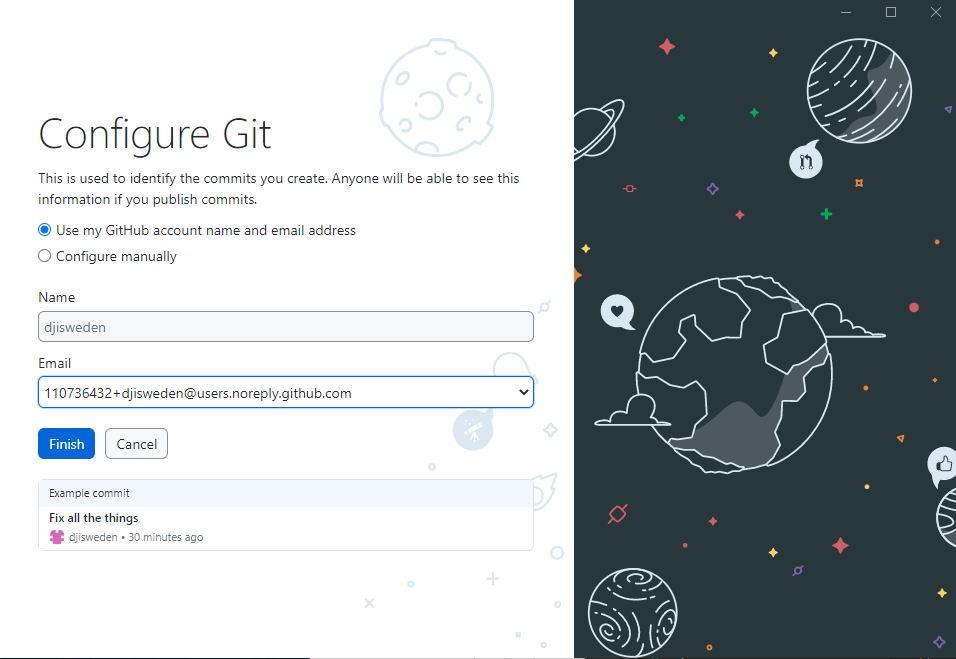 Configure Git
This is used to identify the commits you create. Anyone will be able to see this
information if you publish commits.
Use my GitHub account name and email address
Configure manually
Name
djisweden
Email
110736432+djisweden@users.noreply.github.com
Finish Cancel
Example commit
Fix all the things
djisweden • 30 minutes ago